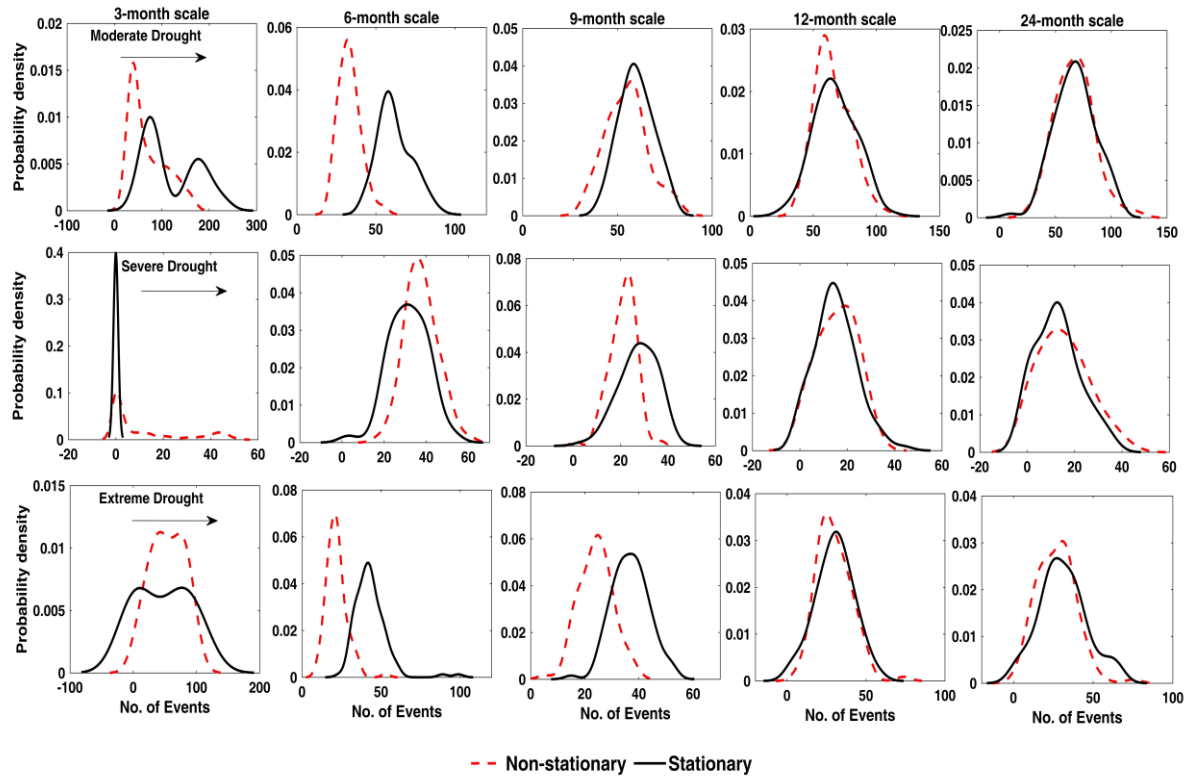 3-month scale 6-month scale 9-month scale 12-month scale 24-month scale
Moderate Drought
Probability density
0.02
0.015
0.01
0.005
0
-100 0 100 200 300
0.06
0.04
0.02
0
0 50 100
0.05
0.04
0.03
0.02
0.01
0
0 50 100
0.03
0.02
0.01
0
0 50 100 150
0.025
0.02
0.015
0.01
0.005
0
0 50 100 150
Severe Drought
Probability density
0.4
0.3
0.2
0.1
0
-20 0 20 40 60
0.05
0.04
0.03
0.02
0.01
0
0 20 40 60
0.08
0.06
0.04
0.02
0
0 20 40 60
0.05
0.04
0.03
0.02
0.01
0
-20 0 20 40 60
0.05
0.04
0.03
0.02
0.01
0
-20 0 20 40 60
Extreme Drought
Probability density
0.015
0.01
0.005
0
-100 0 100 200
No. of Events
0.08
0.06
0.04
0.02
0
0 50 100
No. of Events
0.08
0.06
0.04
0.02
0
0 20 40 60
No. of Events
0.04
0.03
0.02
0.01
0
0 50 100
No. of Events
0.04
0.03
0.02
0.01
0
0 50 100
No. of Events
Non-stationary Stationary